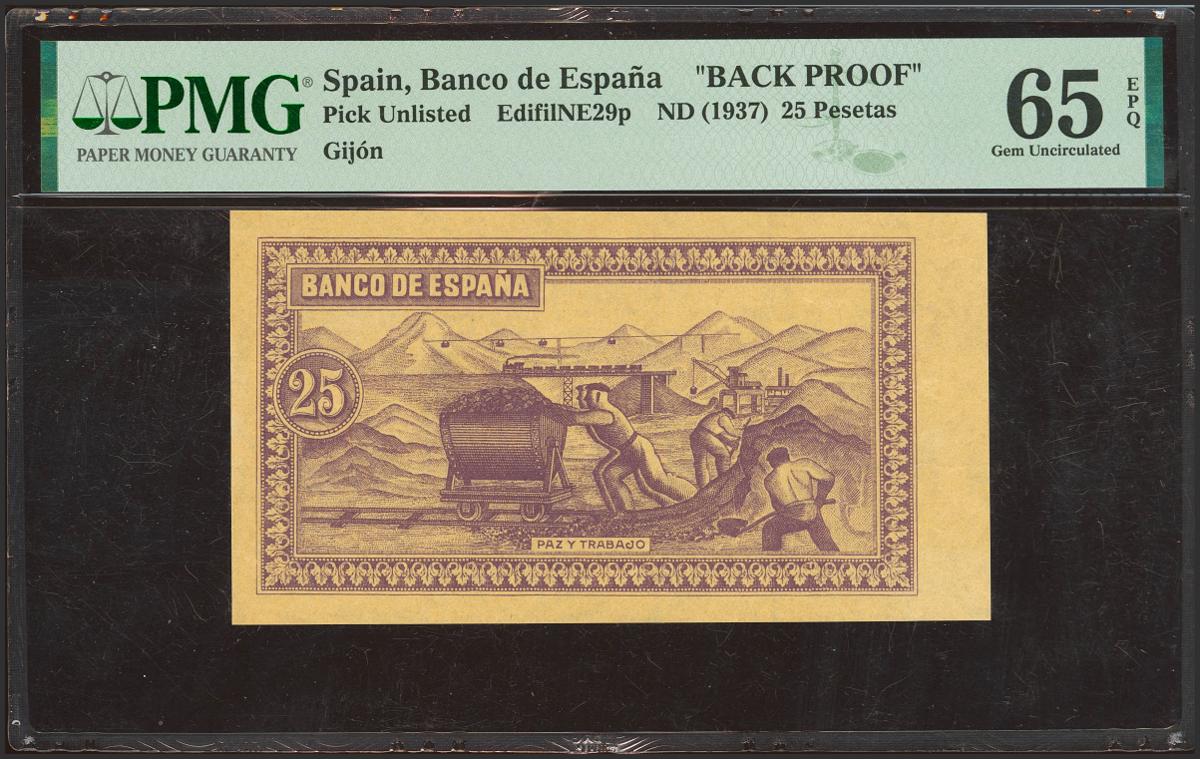 PMG®
PAPER MONEY GUARANTY
Spain, Banco de España "BACK PROOF"
Pick Unlisted EdifilNE29p ND (1937) 25 Pesetas
Gijón
65
EPQ
Gem Uncirculated
BANCO DE ESPAÑA
25
PAZ Y TRABAJO